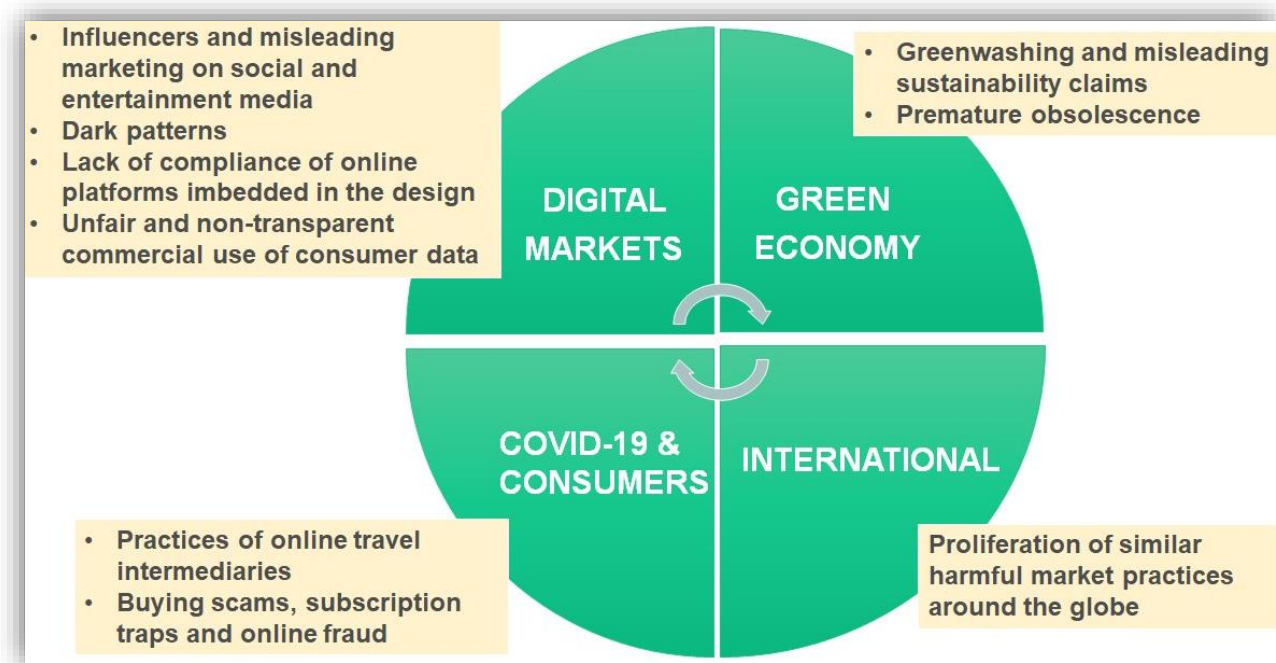 • Influencers and misleading
marketing on social and
entertainment media
• Dark patterns
• Lack of compliance of online
platforms imbedded in the design
• Unfair and non-transparent
commercial use of consumer data
• Greenwashing and misleading
sustainability claims
• Premature obsolescence
DIGITAL
MARKETS
GREEN
ECONOMY
COVID-19 &
CONSUMERS
INTERNATIONAL
• Practices of online travel
intermediaries
• Buying scams, subscription
traps and online fraud
Proliferation of similar
harmful market practices
around the globe